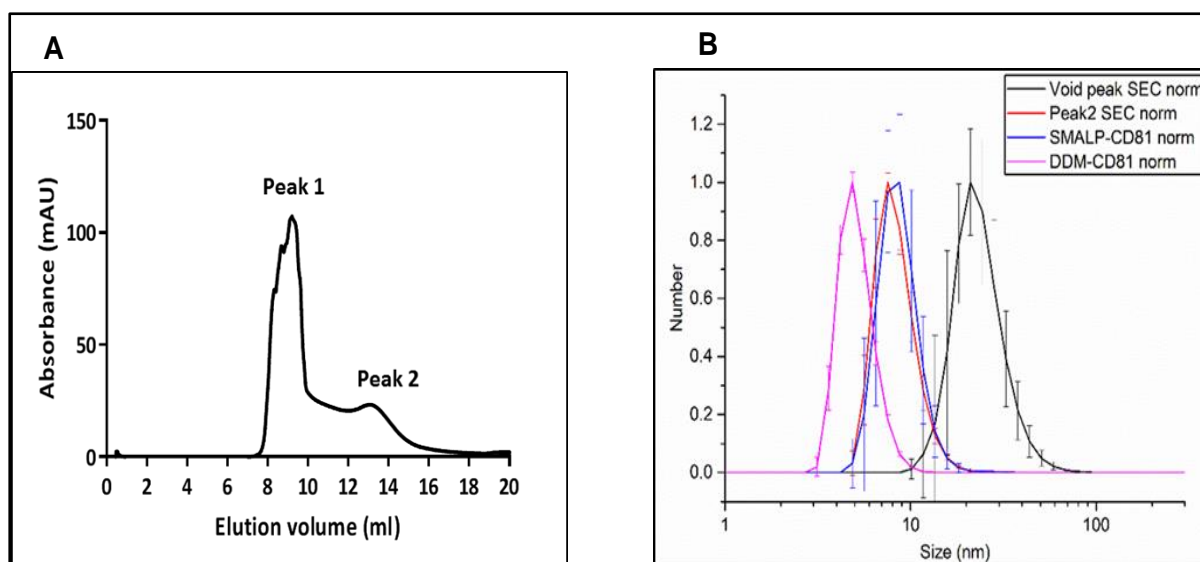 A
150
100
50
0
Absorbance (mAU)
Peak 1
Peak 2
0 2 4 6 8 10 12 14 16 18 20
Elution volume (ml)
B
Void peak SEC norm
Peak2 SEC norm
SMALP-CD81 norm
DDM-CD81 norm
1.2
1.0
0.8
0.6
0.4
0.2
0.0
Number
1 10 100
Size (nm)